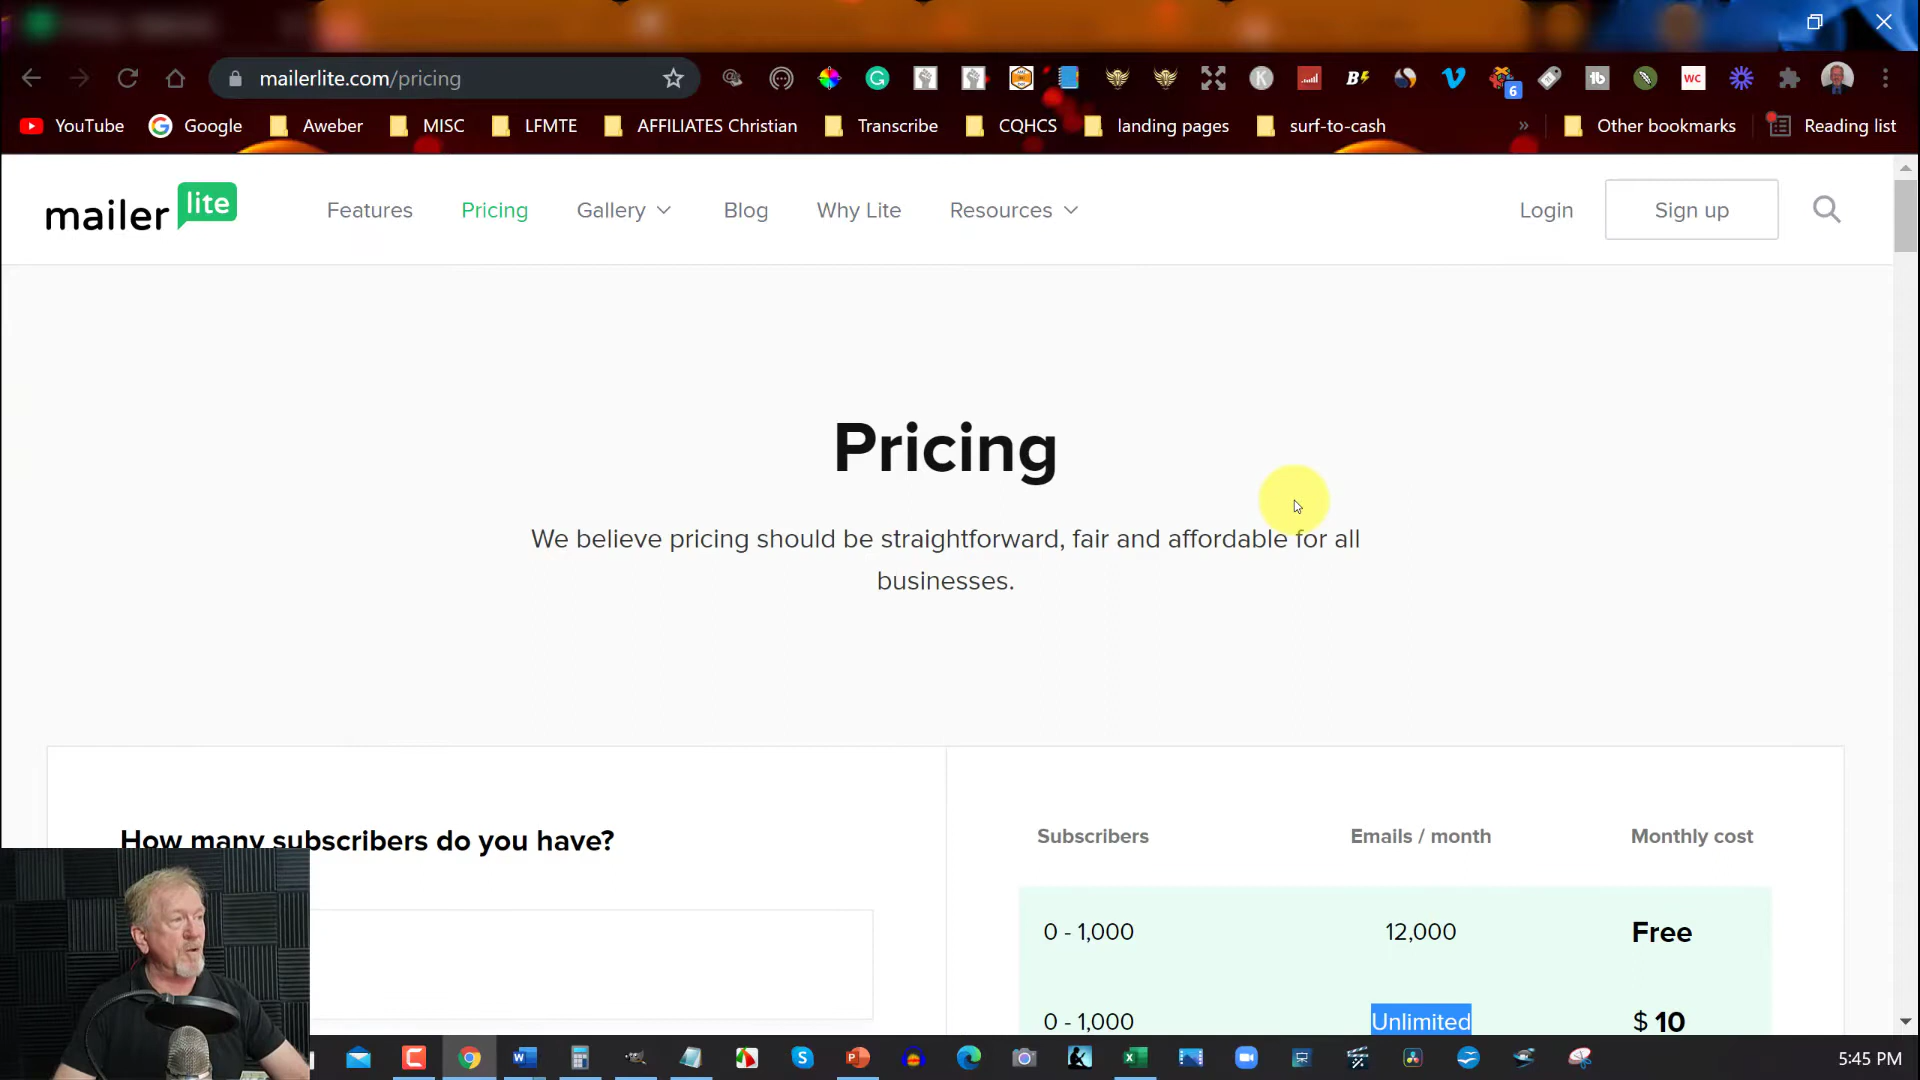 mailerlite.com/pricing
6
WC
YouTube
Google
Aweber
MISC
LFMTE
AFFILIATES Christian
Transcribe
CQHCS
landing pages
surf-to-cash
»
Other bookmarks
Reading list
mailer lite
Features
Pricing
Gallery
Blog
Why Lite
Resources
Login
Sign up
Pricing
We believe pricing should be straightforward, fair and affordable for all
businesses.
How many subscribers do you have?
Subscribers
Emails / month
Monthly cost
0 - 1,000
12,000
Free
0 - 1,000
Unlimited
$ 10
5:45 PM